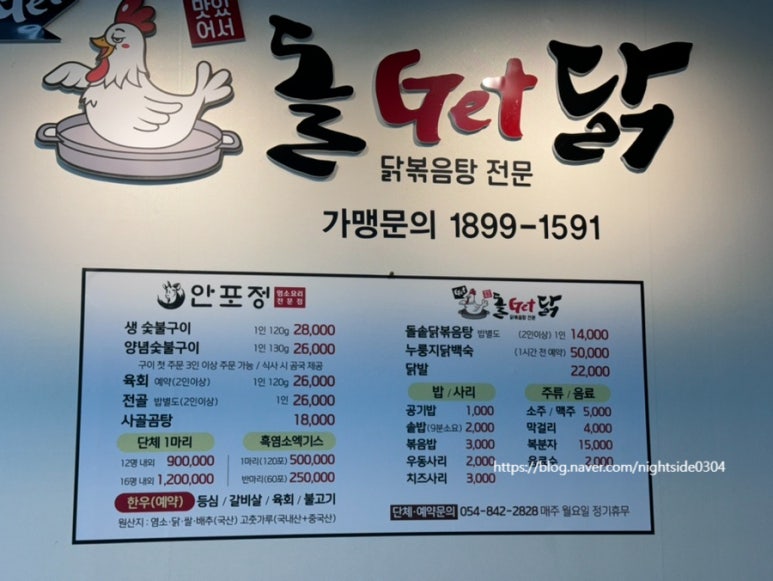 맛있
어서
돌 Get 닭
닭볶음탕 전문
가맹문의 1899-1591
안포정 염소요리 전문점
생 숯불구이 1인 120g 28,000
양념숯불구이 1인 130g 26,000
구이 첫 주문 3인 이상 주문 가능 / 식사 시 곰국 제공
육회 예약(2인이상) 1인 120g 26,000
전골 밥별도(2인이상) 1인 26,000
사골곰탕 18,000
단체 1마리
12명 내외 900,000
16명 내외 1,200,000
흑염소엑기스
1마리(120포) 500,000
반마리(60포) 250,000
한우(예약) 등심 / 갈비살 / 육회 / 불고기
원산지 : 염소·닭·쌀·배추(국산) 고춧가루(국내산+중국산)
Get
돌 Get 닭
닭볶음탕 전문
돌솥닭볶음탕 밥별도 (2인이상) 1인 14,000
누룽지닭백숙 (1시간 전 예약) 50,000
닭발 22,000
밥 / 사리
공기밥 1,000
솥밥(9분소요) 2,000
볶음밥 3,000
우동사리 2,000
치즈사리 3,000
주류 / 음료
소주 / 맥주 5,000
막걸리 4,000
복분자 15,000
음료수 2,000
https://blog.naver.com/nightside0304
단체·예약문의 054-842-2828 매주 월요일 정기휴무